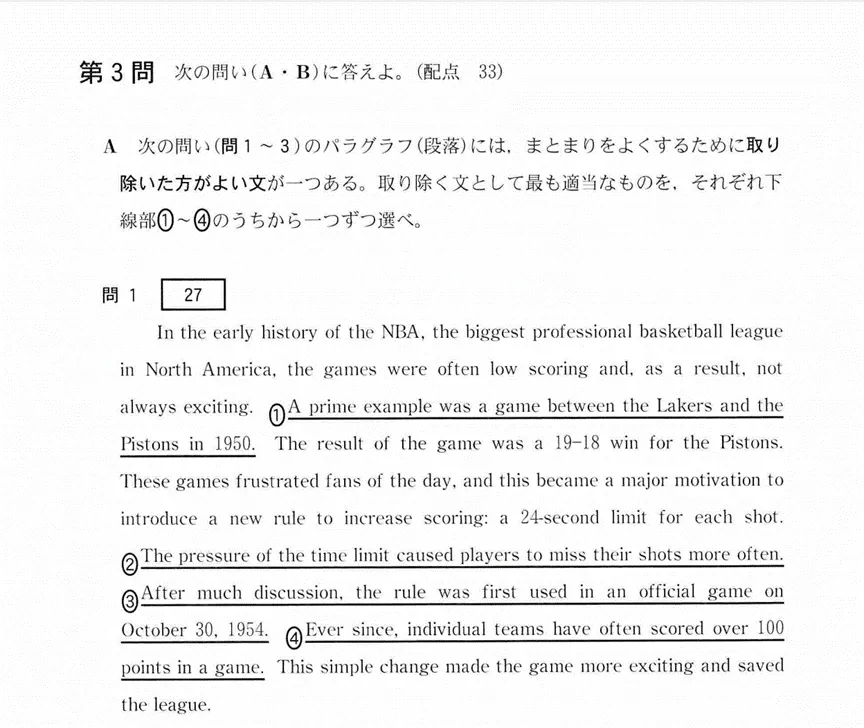 第3問 次の問い(A・B)に答えよ。(配点 33)
A 次の問い(問1～3)のパラグラフ(段落)には，まとまりをよくするために取り
除いた方がよい文が一つある。取り除く文として最も適当なものを，それぞれ下
線部①～④のうちから一つずつ選べ。
問1 27
In the early history of the NBA, the biggest professional basketball league
in North America, the games were often low scoring and, as a result, not
always exciting. ①A prime example was a game between the Lakers and the
Pistons in 1950. The result of the game was a 19-18 win for the Pistons.
These games frustrated fans of the day, and this became a major motivation to
introduce a new rule to increase scoring: a 24-second limit for each shot.
②The pressure of the time limit caused players to miss their shots more often.
③After much discussion, the rule was first used in an official game on
October 30, 1954. ④Ever since, individual teams have often scored over 100
points in a game. This simple change made the game more exciting and saved
the league.